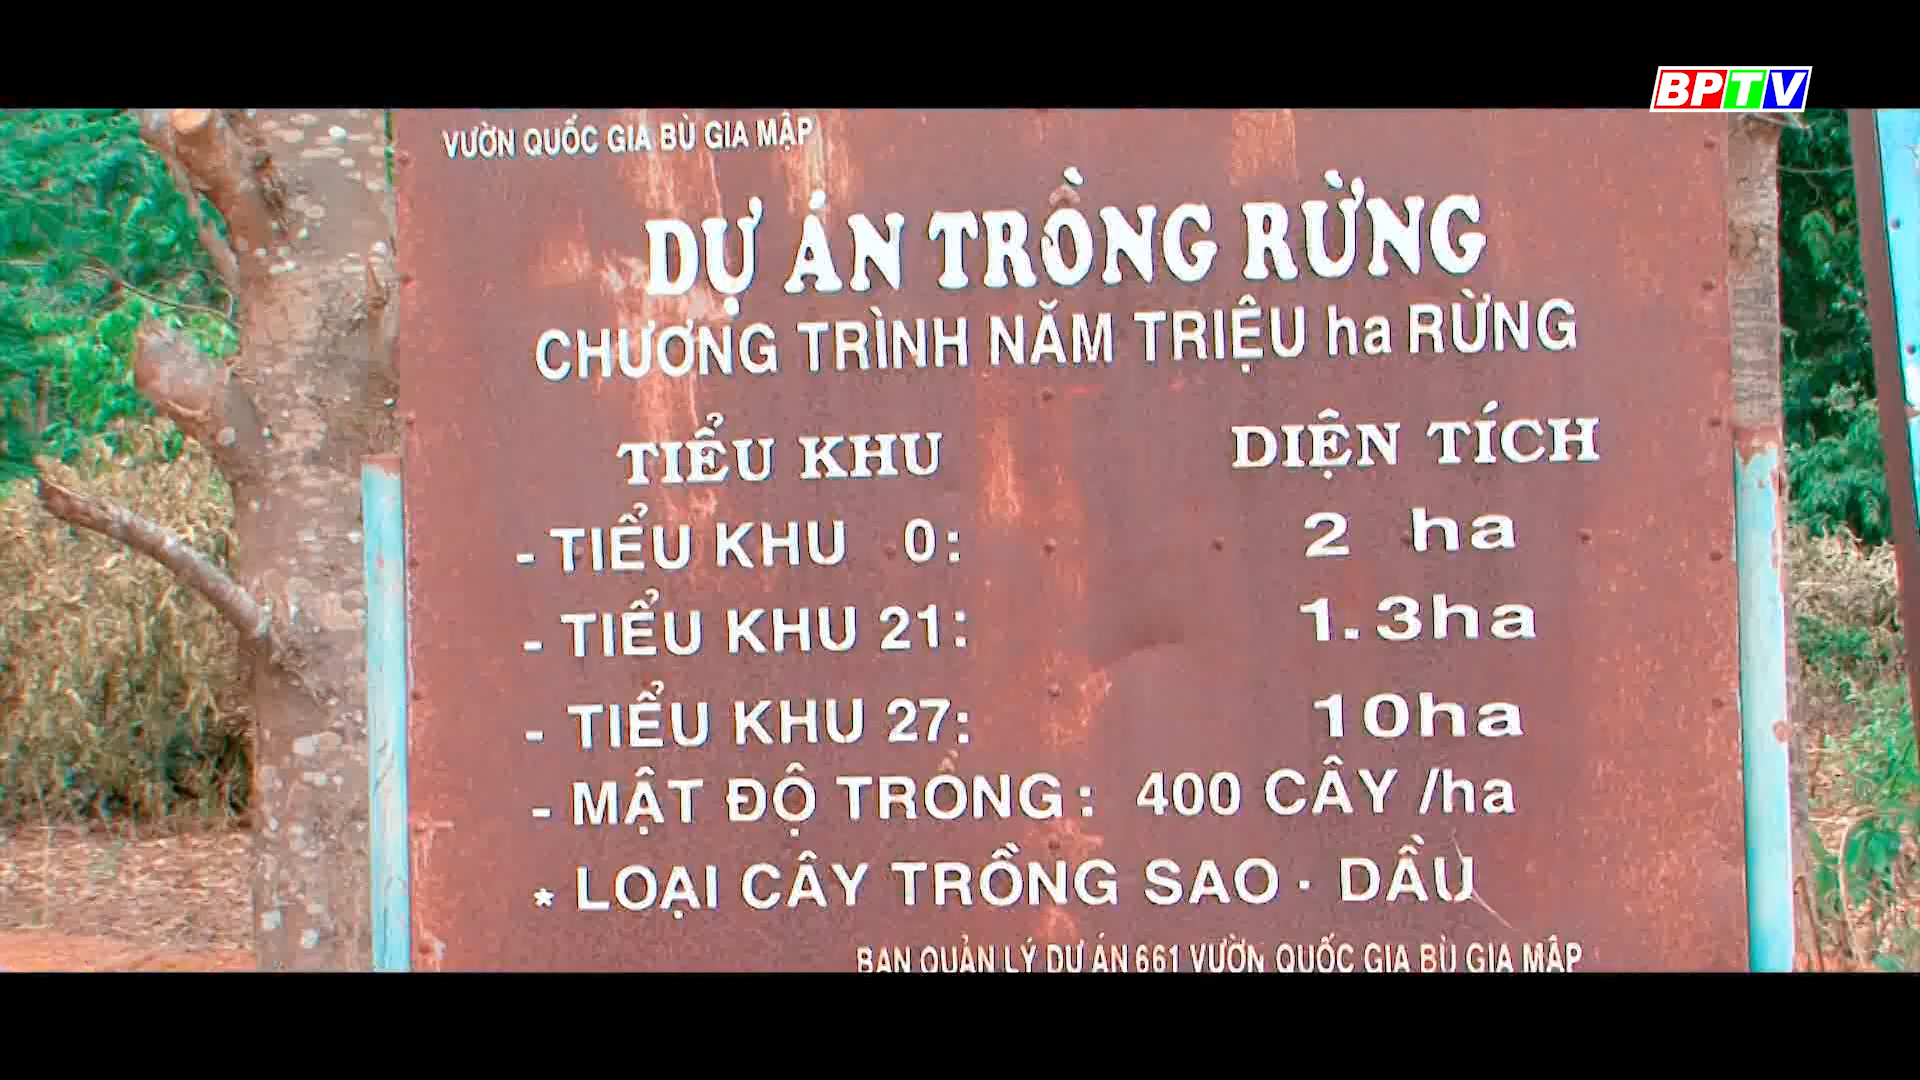 BPTV
VƯỜN QUỐC GIA BÙ GIA MẬP
DỰ ÁN TRỒNG RỪNG
CHƯƠNG TRÌNH NĂM TRIỆU ha RỪNG
TIỂU KHU DIỆN TÍCH
- TIỂU KHU 0: 2 ha
- TIỂU KHU 21: 1.3ha
- TIỂU KHU 27: 10ha
- MẬT ĐỘ TRỒNG: 400 CÂY /ha
* LOẠI CÂY TRỒNG SAO - DẦU
BAN QUẢN LÝ DỰ ÁN 661 VƯỜN QUỐC GIA BÙ GIA MẬP